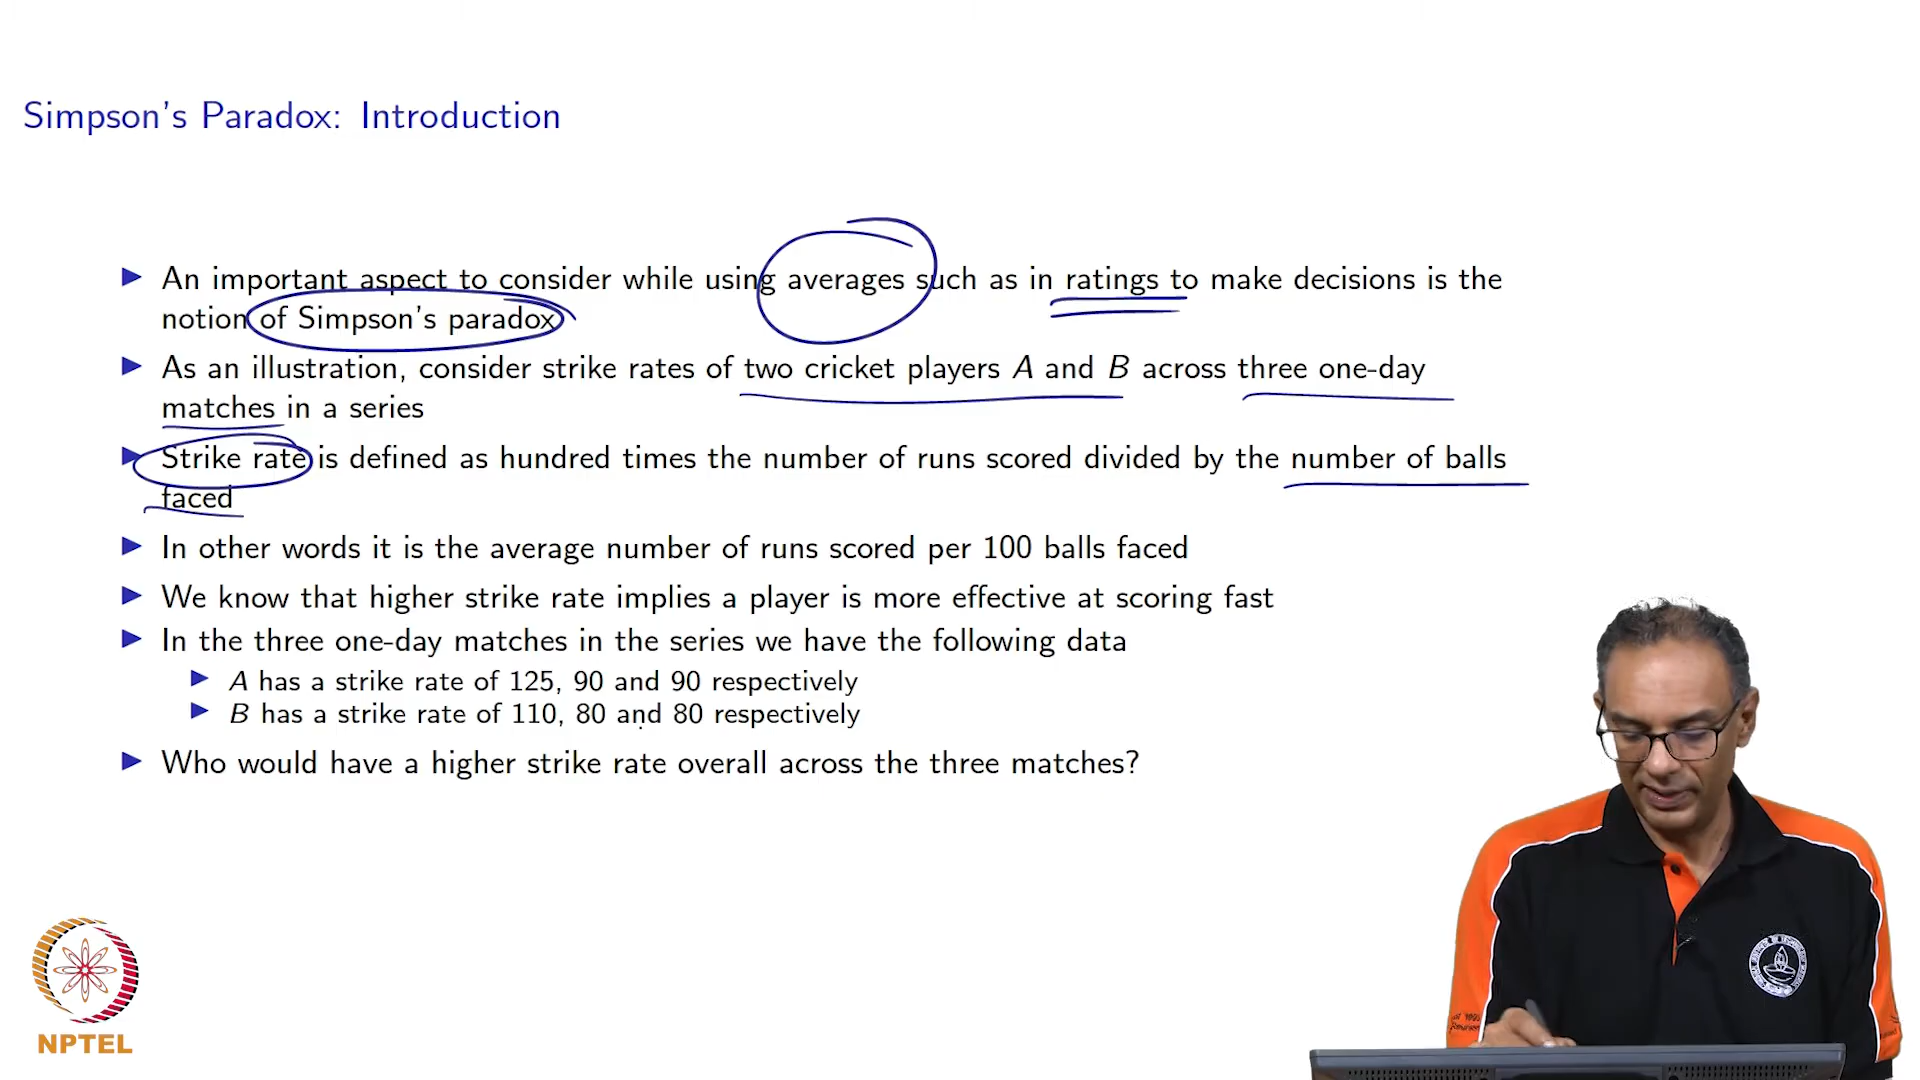 Simpson's Paradox: Introduction
▶ An important aspect to consider while using averages such as in ratings to make decisions is the
notion of Simpson's paradox
▶ As an illustration, consider strike rates of two cricket players A and B across three one-day
matches in a series
▶ Strike rate is defined as hundred times the number of runs scored divided by the number of balls
faced
▶ In other words it is the average number of runs scored per 100 balls faced
▶ We know that higher strike rate implies a player is more effective at scoring fast
▶ In the three one-day matches in the series we have the following data
▶ A has a strike rate of 125, 90 and 90 respectively
▶ B has a strike rate of 110, 80 and 80 respectively
▶ Who would have a higher strike rate overall across the three matches?
NPTEL